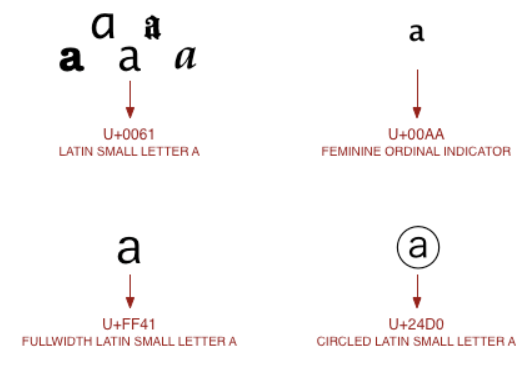 a a
a a a
U+0061
LATIN SMALL LETTER A
a
U+00AA
FEMININE ORDINAL INDICATOR
a
U+FF41
FULLWIDTH LATIN SMALL LETTER A
a
U+24D0
CIRCLED LATIN SMALL LETTER A